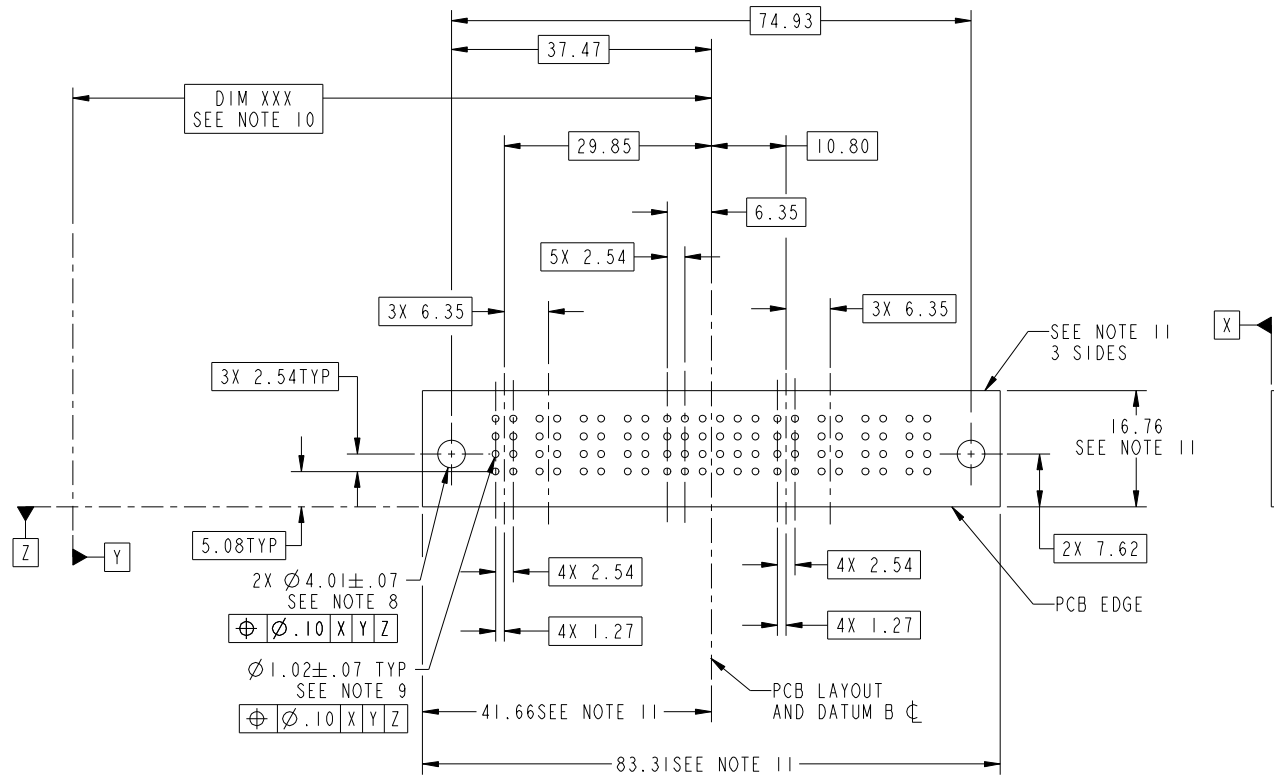 74.93
37.47
DIM XXX
SEE NOTE 10
29.85
10.80
6.35
5X 2.54
3X 6.35
3X 6.35
X
SEE NOTE 11
3 SIDES
3X 2.54TYP
16.76
SEE NOTE 11
Z
Y
5.08TYP
2X 7.62
2X Ø4.01±.07
SEE NOTE 8
⌖ Ø.10 X Y Z
4X 2.54
4X 2.54
PCB EDGE
4X 1.27
4X 1.27
Ø1.02±.07 TYP
SEE NOTE 9
⌖ Ø.10 X Y Z
PCB LAYOUT
AND DATUM B ℄
41.66SEE NOTE 11
83.31SEE NOTE 11